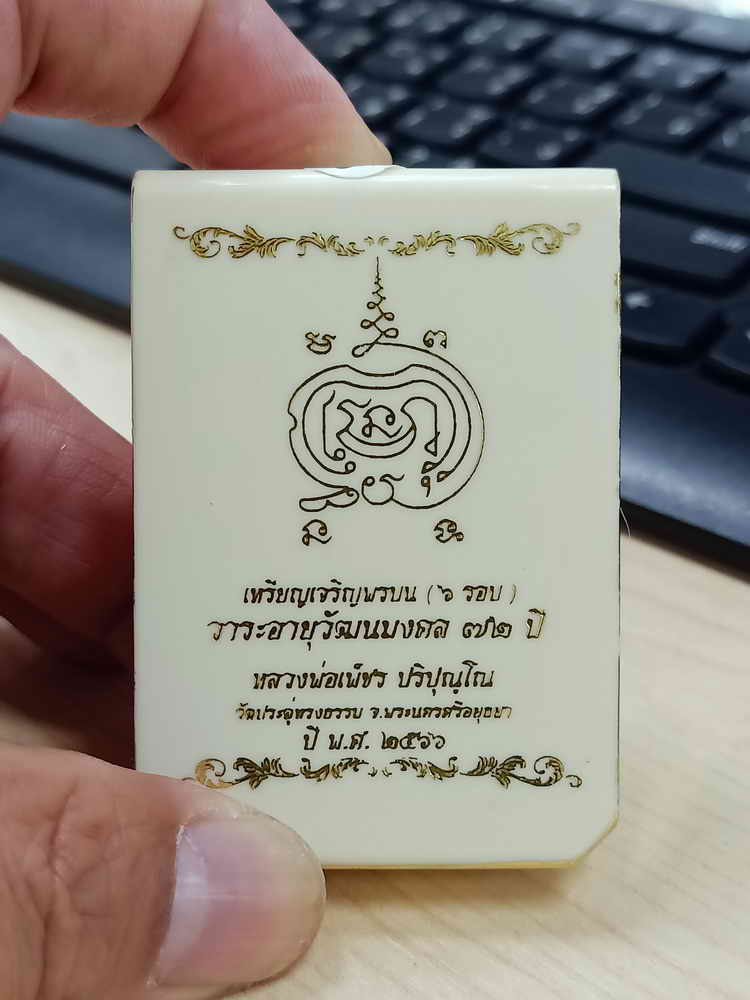 เหรียญเจริญพรบน (๖ รอบ)
วาระอายุวัฒนมงคล ๗๒ ปี
หลวงพ่อเพ็ชร ปริปุณฺโณ
วัดประดู่ทรงธรรม จ.พระนครศรีอยุธยา
ปี พ.ศ. ๒๕๖๖